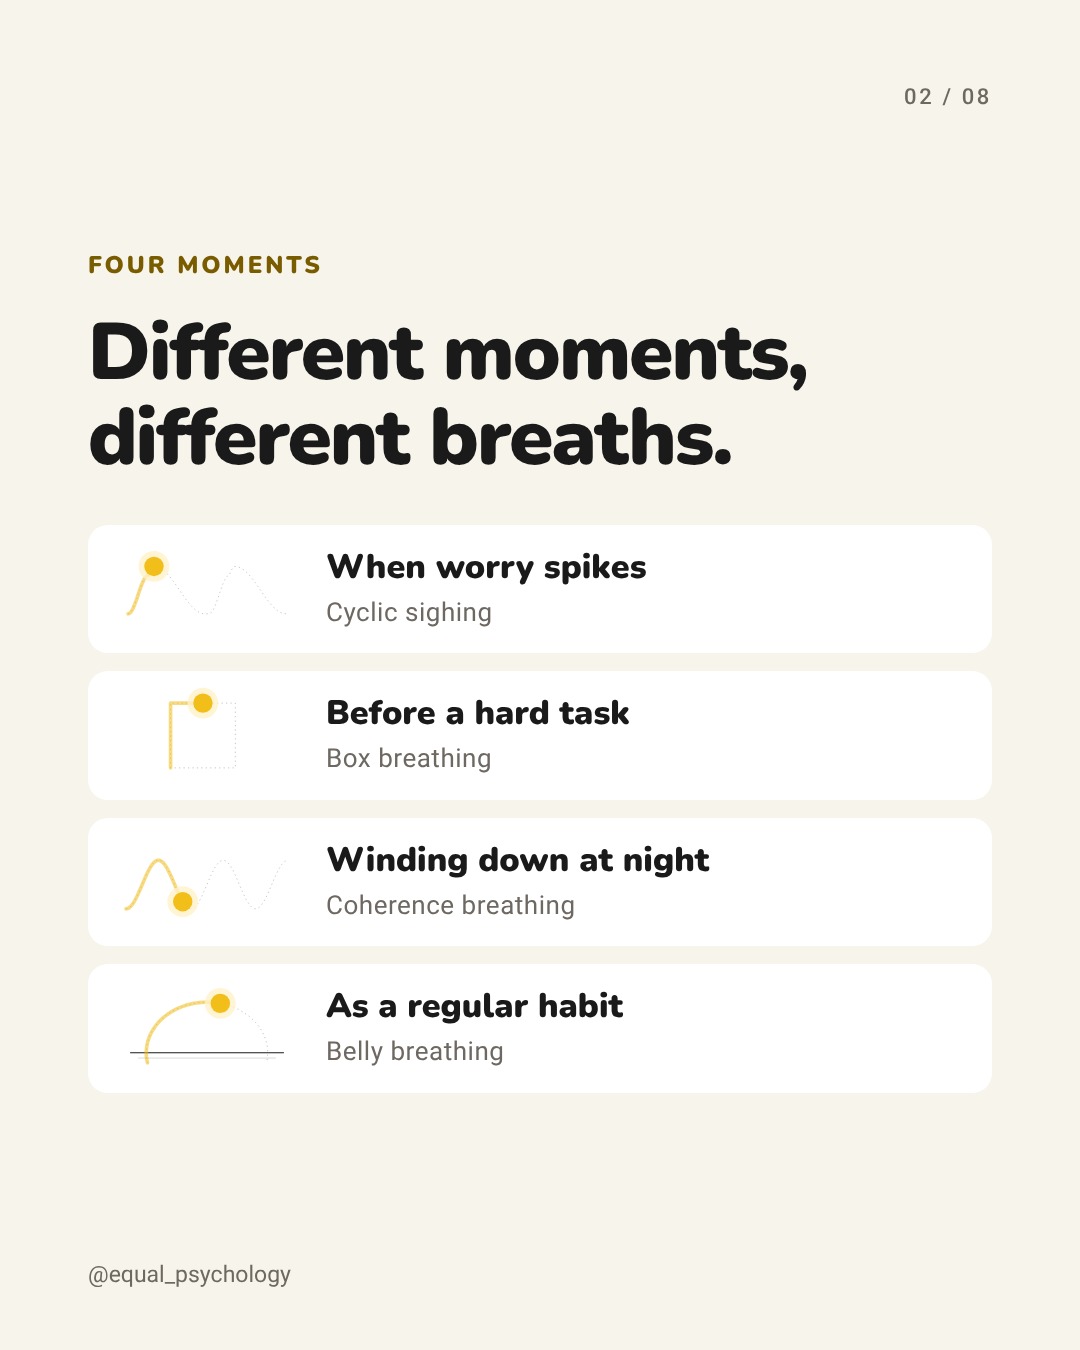 02 / 08
FOUR MOMENTS
Different moments,
different breaths.
When worry spikes
Cyclic sighing
Before a hard task
Box breathing
Winding down at night
Coherence breathing
As a regular habit
Belly breathing
@equal_psychology